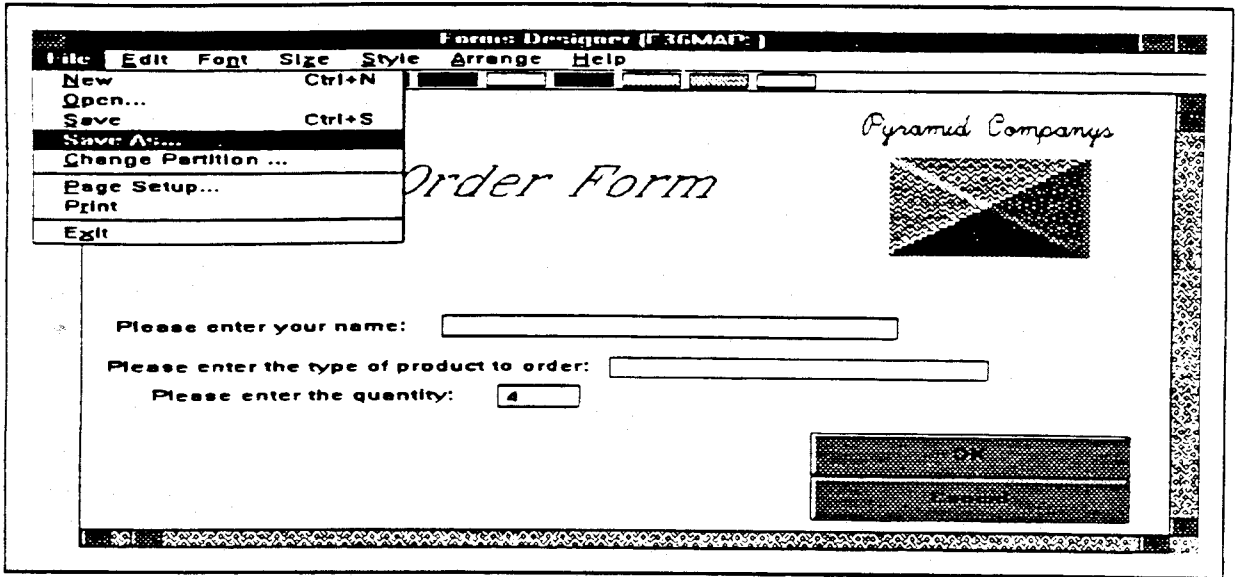 Forms Designer (F36MAP: )
File Edit Font Size Style Arrange Help
New Ctrl+N
Open...
Save Ctrl+S
Save As...
Change Partition ...
Page Setup...
Print
Exit
Pyramid Companys
Order Form
Please enter your name:
Please enter the type of product to order:
Please enter the quantity: 4
OK
Cancel